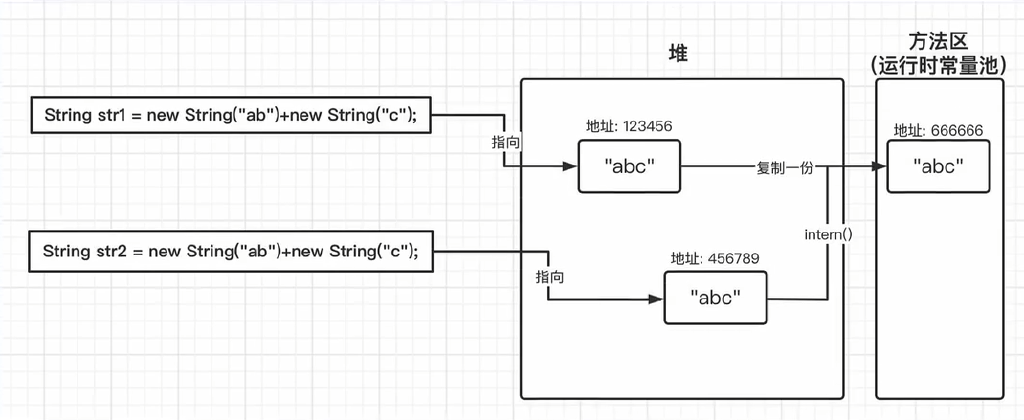 堆
方法区
（运行时常量池）
String str1 = new String("ab")+new String("c");
指向
地址: 123456
"abc"
复制一份
地址: 666666
"abc"
String str2 = new String("ab")+new String("c");
指向
地址: 456789
"abc"
intern()